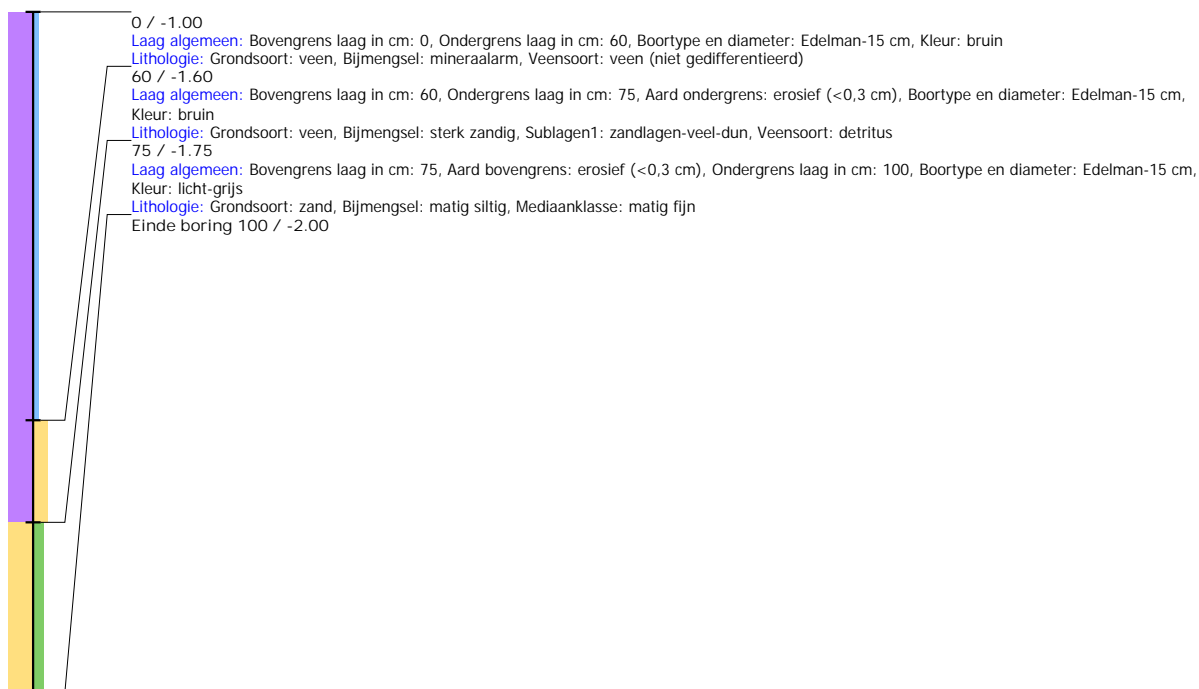 0 / -1.00
Laag algemeen: Bovengrens laag in cm: 0, Ondergrens laag in cm: 60, Boortype en diameter: Edelman-15 cm, Kleur: bruin
Lithologie: Grondsoort: veen, Bijmengsel: mineraalarm, Veensoort: veen (niet gedifferentieerd)
60 / -1.60
Laag algemeen: Bovengrens laag in cm: 60, Ondergrens laag in cm: 75, Aard ondergrens: erosief (<0,3 cm), Boortype en diameter: Edelman-15 cm,
Kleur: bruin
Lithologie: Grondsoort: veen, Bijmengsel: sterk zandig, Sublagen1: zandlagen-veel-dun, Veensoort: detritus
75 / -1.75
Laag algemeen: Bovengrens laag in cm: 75, Aard bovengrens: erosief (<0,3 cm), Ondergrens laag in cm: 100, Boortype en diameter: Edelman-15 cm,
Kleur: licht-grijs
Lithologie: Grondsoort: zand, Bijmengsel: matig siltig, Mediaanklasse: matig fijn
Einde boring 100 / -2.00